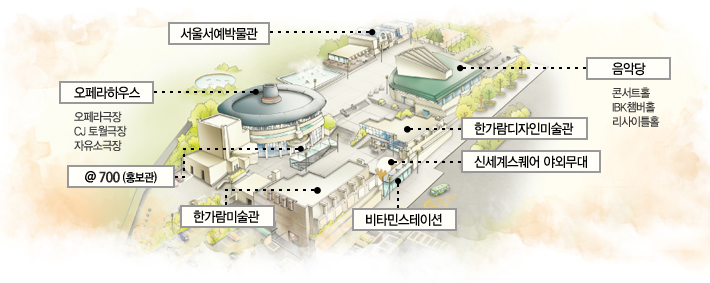 서울서예박물관
음악당
콘서트홀
IBK챔버홀
리사이틀홀
오페라하우스
오페라극장
CJ 토월극장
자유소극장
한가람디자인미술관
신세계스퀘어 야외무대
@ 700 (홍보관)
한가람미술관
비타민스테이션